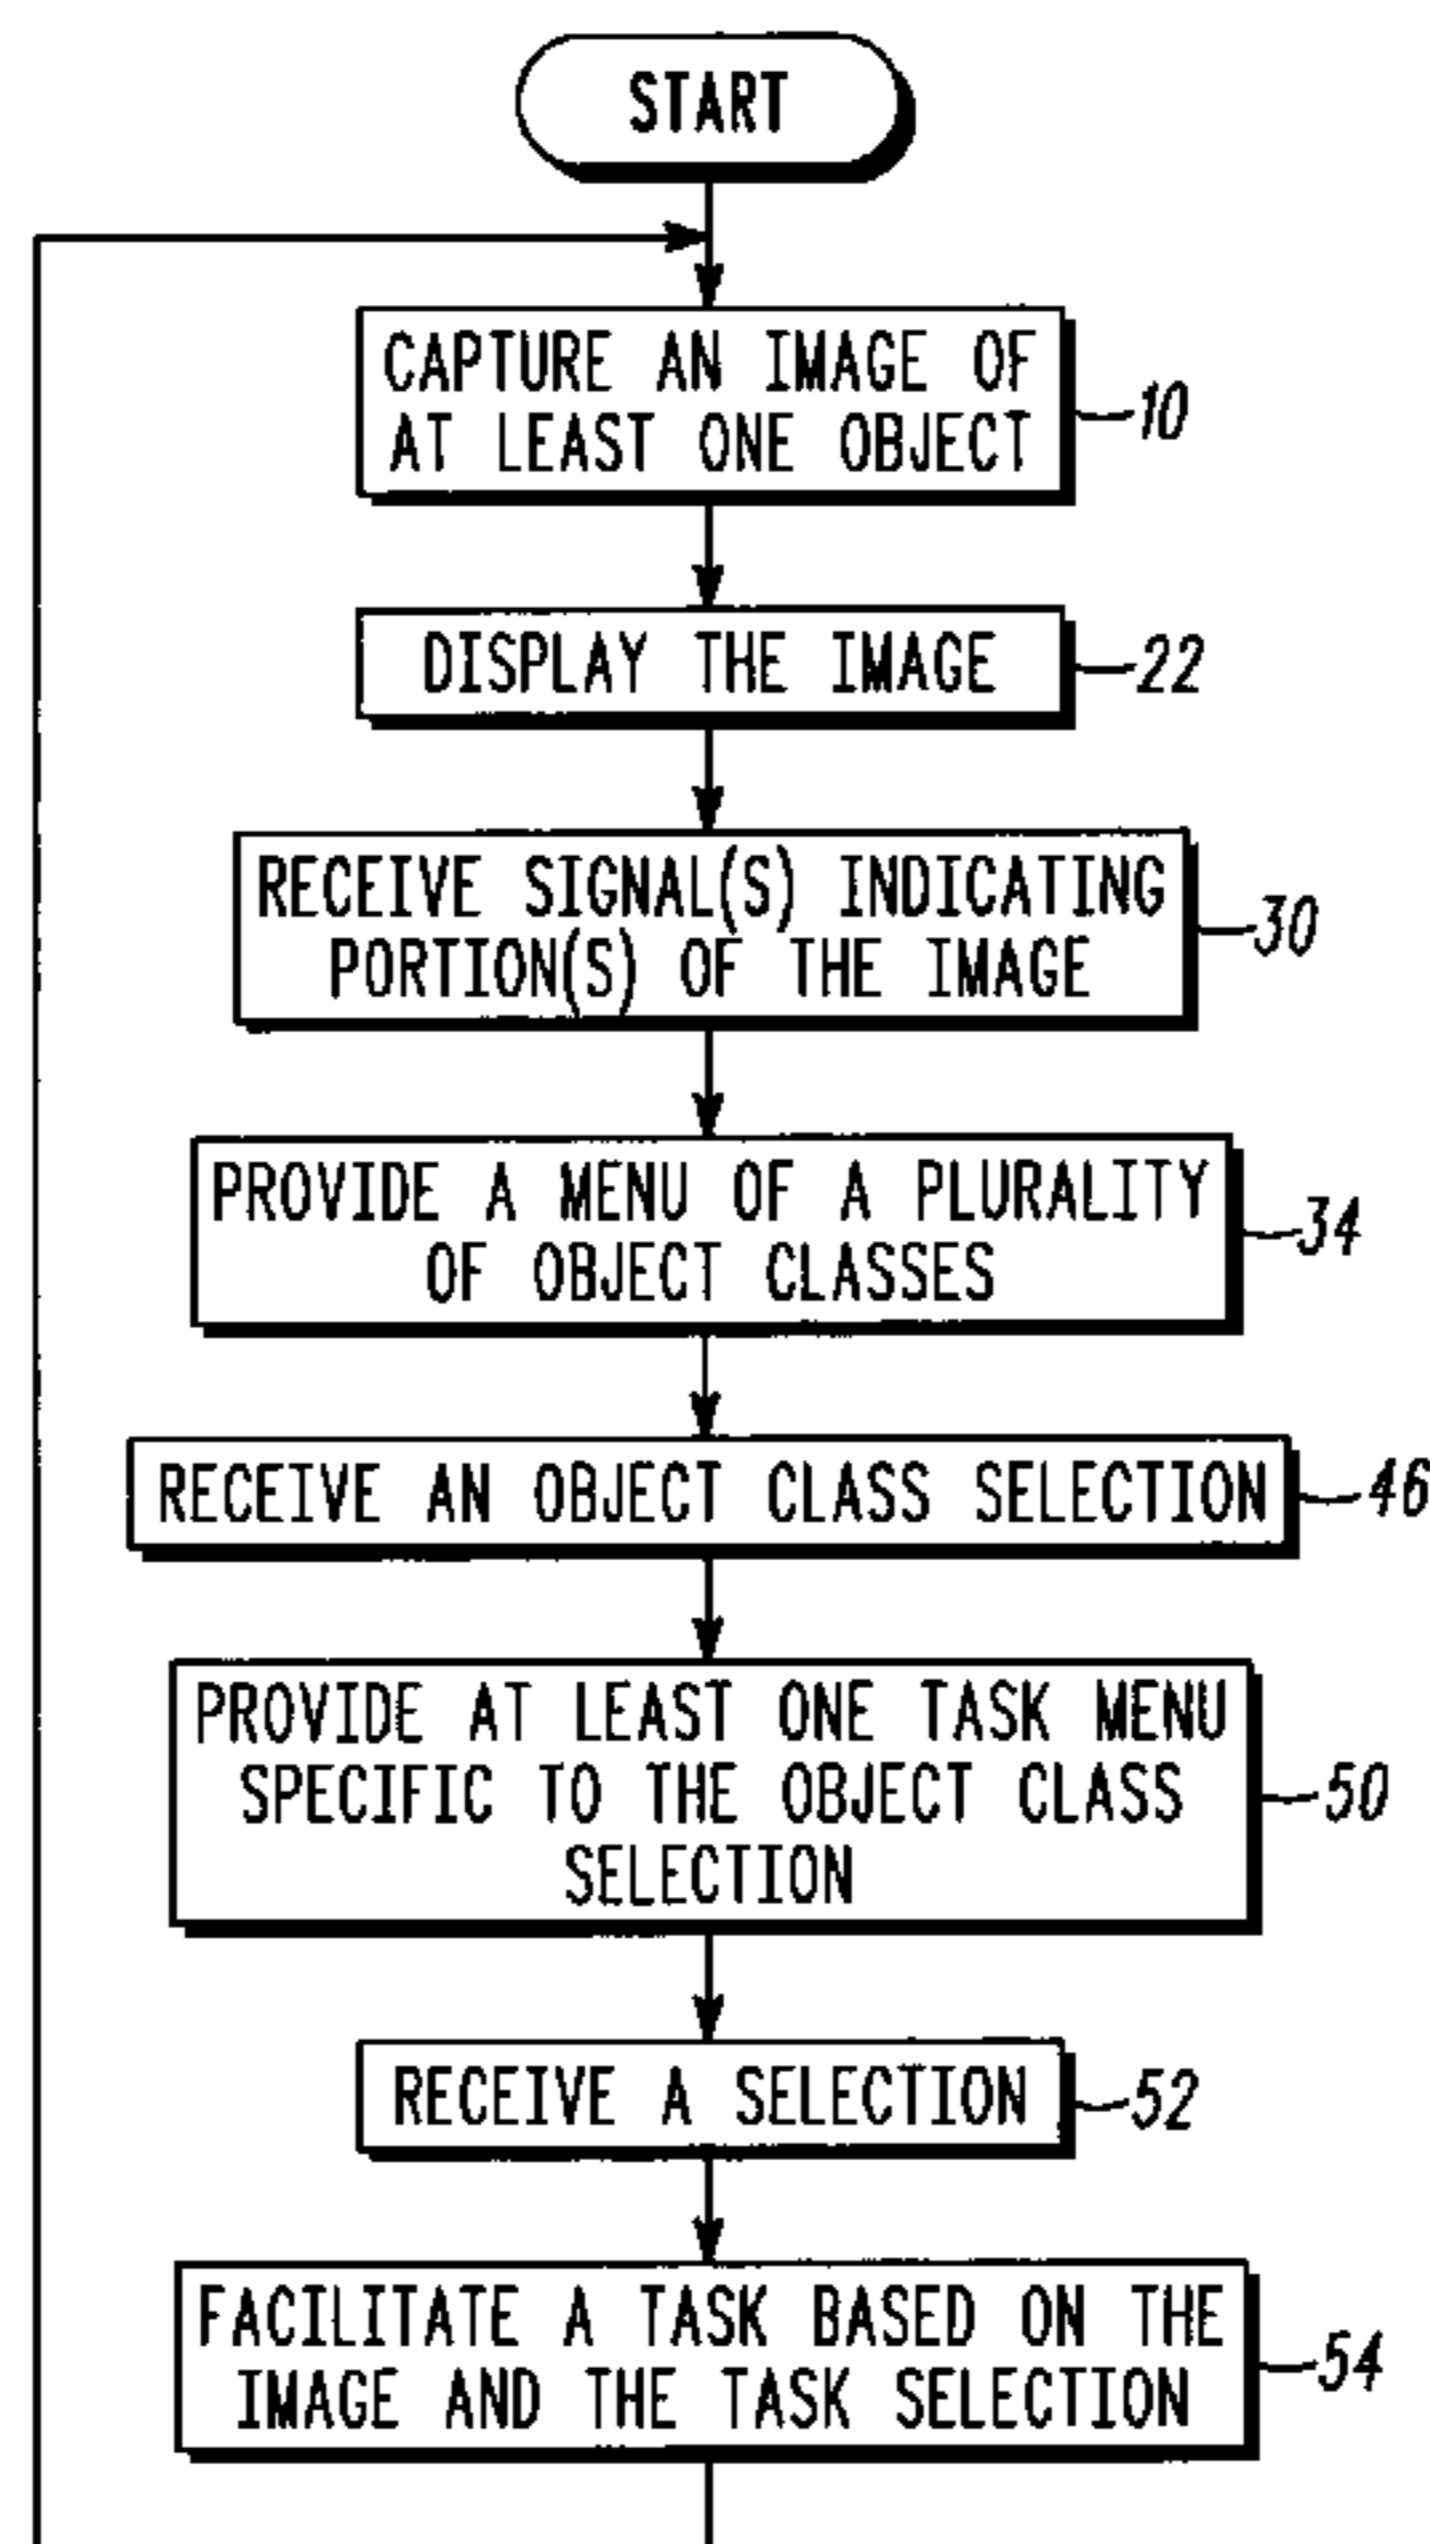 START
CAPTURE AN IMAGE OF
AT LEAST ONE OBJECT
10
DISPLAY THE IMAGE
22
RECEIVE SIGNAL(S) INDICATING
PORTION(S) OF THE IMAGE
30
PROVIDE A MENU OF A PLURALITY
OF OBJECT CLASSES
34
RECEIVE AN OBJECT CLASS SELECTION
46
PROVIDE AT LEAST ONE TASK MENU
SPECIFIC TO THE OBJECT CLASS
SELECTION
50
RECEIVE A SELECTION
52
FACILITATE A TASK BASED ON THE
IMAGE AND THE TASK SELECTION
54